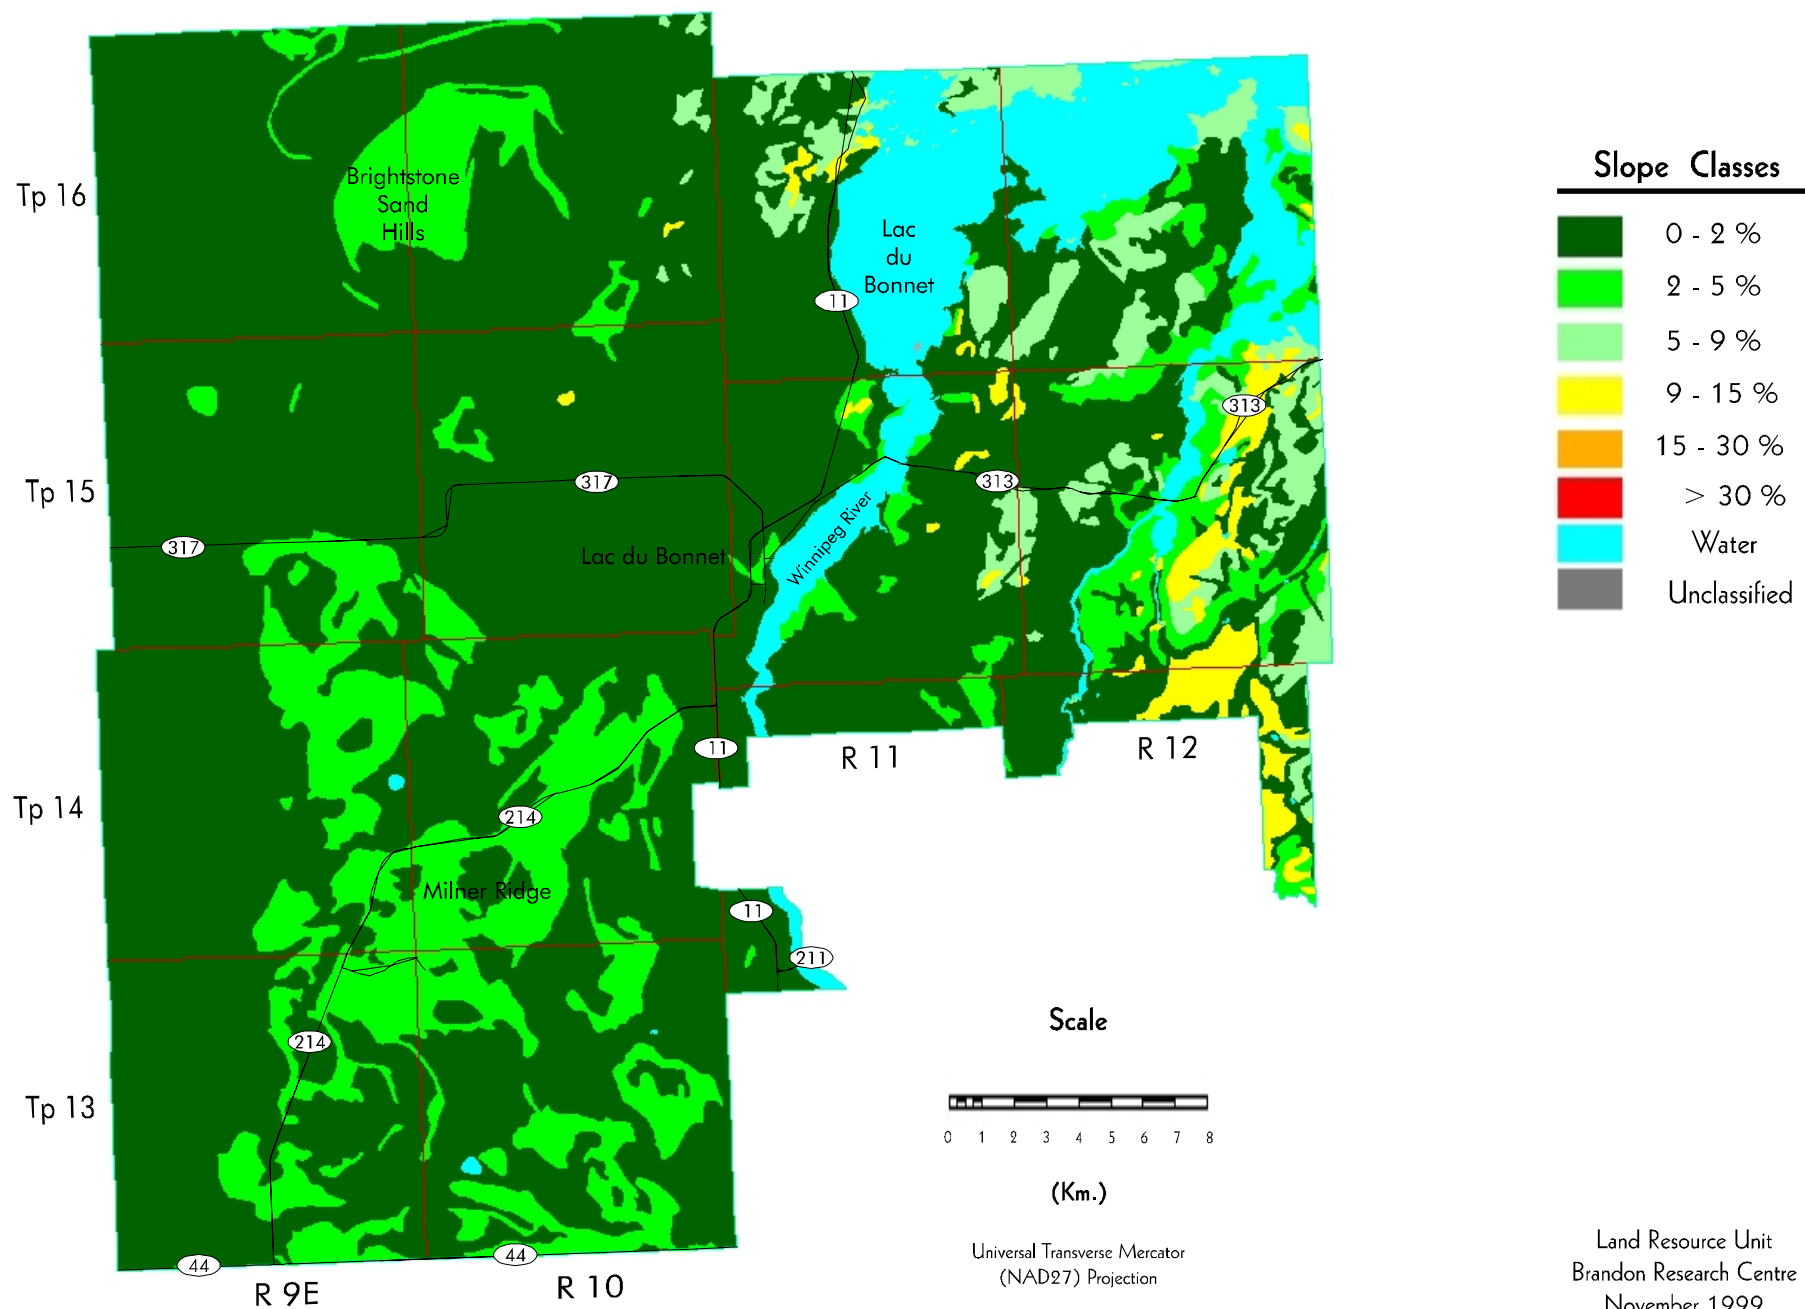 Slope Classes
0 - 2 %
2 - 5 %
5 - 9 %
9 - 15 %
15 - 30 %
> 30 %
Water
Unclassified
Tp 16
Tp 15
Tp 14
Tp 13
Brightstone
Sand
Hills
Lac
du
Bonnet
11
313
317
313
317
Lac du Bonnet
Winnipeg River
11
R 11
R 12
214
Milner Ridge
11
211
214
44
44
R 9E
R 10
Scale
0 1 2 3 4 5 6 7 8
(Km.)
Universal Transverse Mercator
(NAD27) Projection
Land Resource Unit
Brandon Research Centre
November 1999